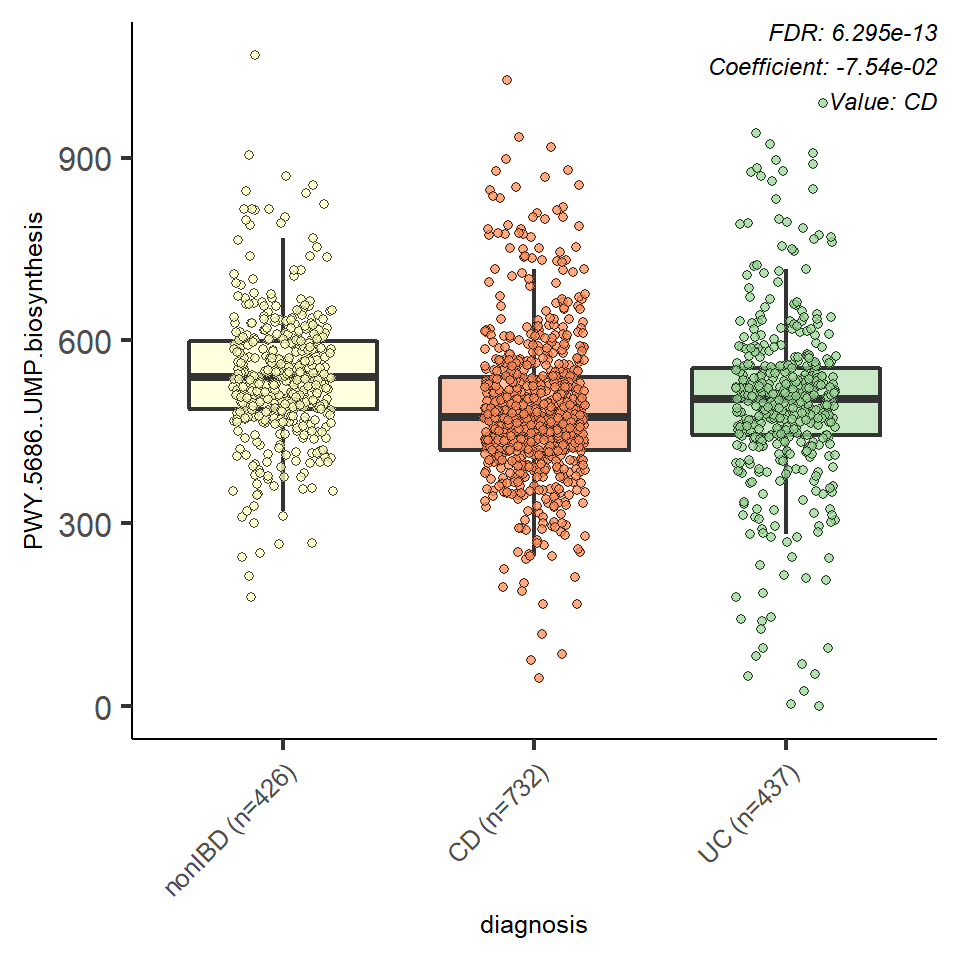 FDR: 6.295e-13
Coefficient: -7.54e-02
Value: CD
PWY.5686..UMP.biosynthesis
900
600
300
0
nonIBD (n=426)
CD (n=732)
UC (n=437)
diagnosis